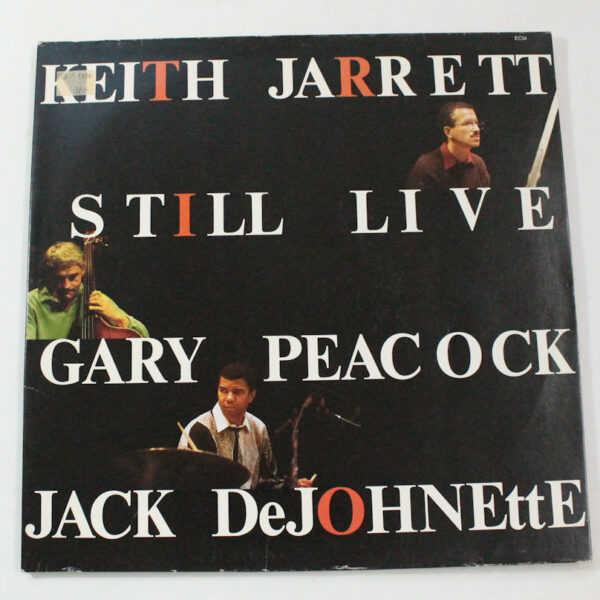 ECM
KEITH JARRETT
STILL LIVE
GARY PEACOCK
JACK DeJOHNEttE